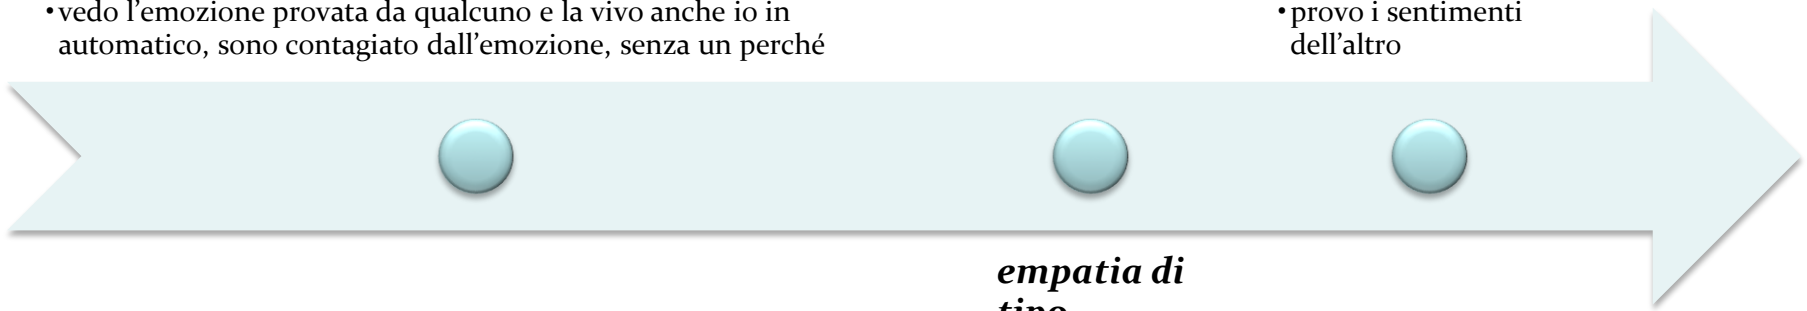 •vedo l’emozione provata da qualcuno e la vivo anche io in
automatico, sono contagiato dall’emozione, senza un perché
•provo i sentimenti
dell’altro
empatia di
tipo